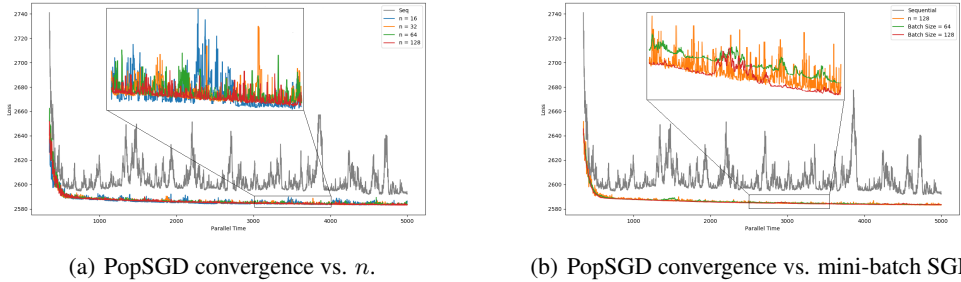 2740
2720
2700
2680
2660
2640
2620
2600
2580
Loss
1000
2000
3000
4000
5000
Parallel Time
Seq
n = 16
n = 32
n = 64
n = 128
(a) PopSGD convergence vs. n.
2740
2720
2700
2680
2660
2640
2620
2600
2580
Loss
1000
2000
3000
4000
5000
Parallel Time
Sequential
n = 128
Batch Size = 64
Batch Size = 128
(b) PopSGD convergence vs. mini-batch SGD